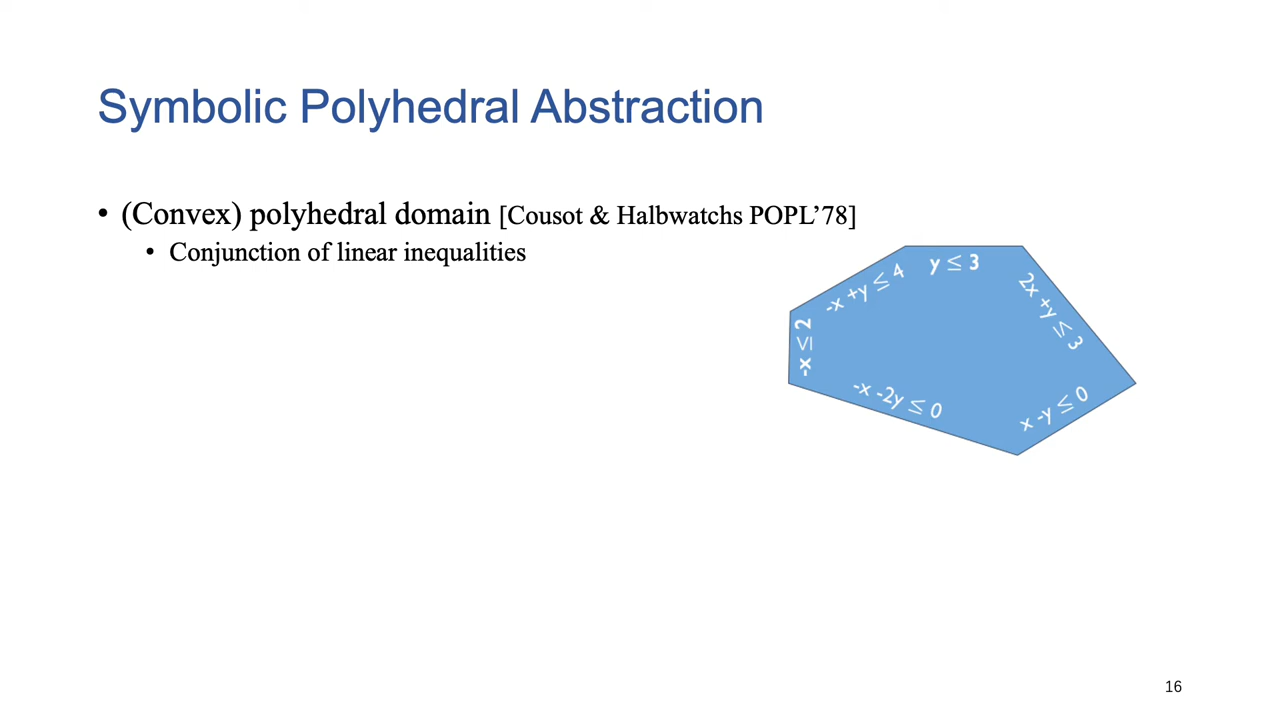 Symbolic Polyhedral Abstraction
• (Convex) polyhedral domain [Cousot & Halbwatchs POPL’78]
• Conjunction of linear inequalities
-x +y ≤ 4
y ≤ 3
2x +y ≤ 3
-x ≤ 2
-x -2y ≤ 0
x -y ≤ 0
16